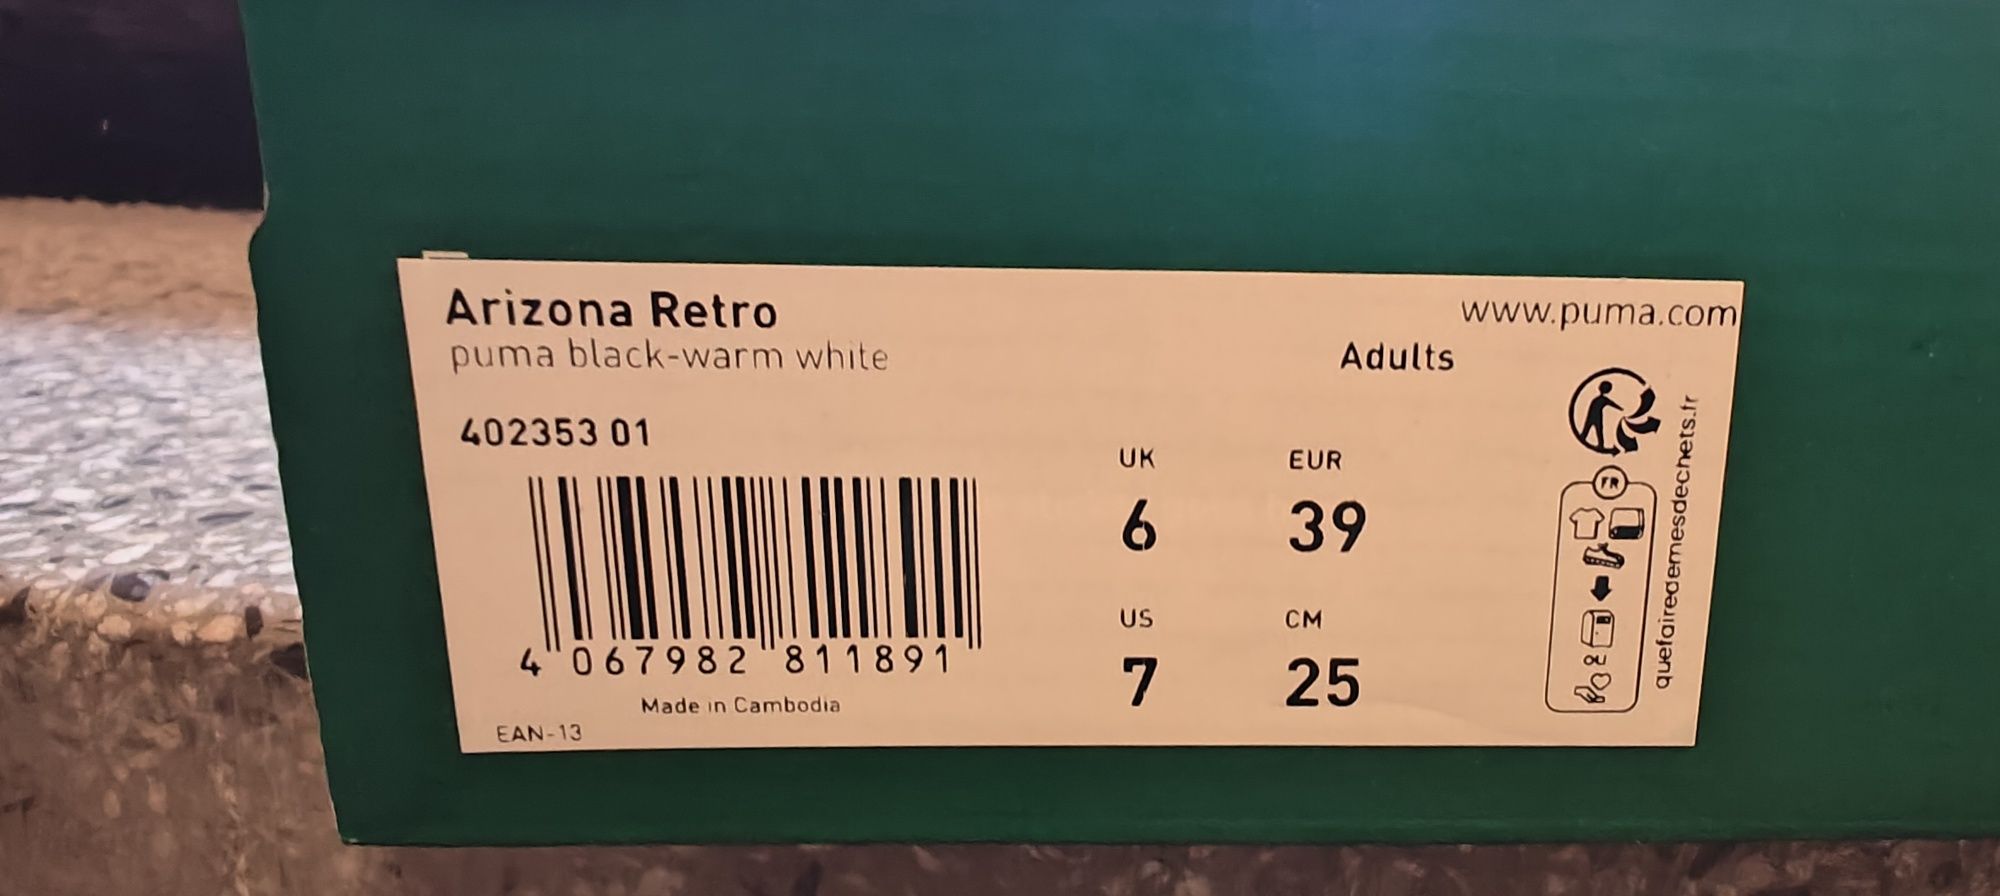 Arizona Retro
www.puma.com
puma black-warm white
Adults
402353 01
UK
EUR
6
39
US
CM
7
25
4 067982 811891
Made in Cambodia
EAN-13
FR
OU
quefairedemesdechets.fr